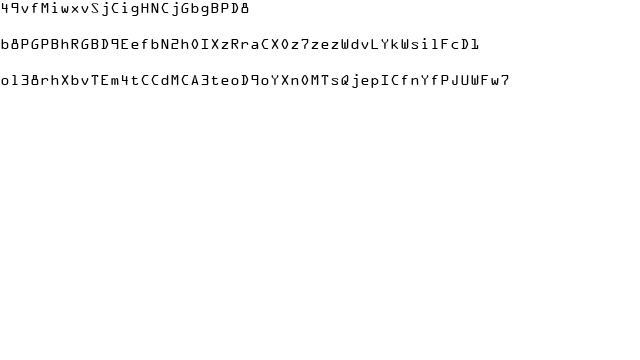 49vfMiwxvSjCigHNCjGbgBPD8
b8PGPBhRGBD9EefbN2h0IXzRraCX0z7zezWdvLYkWsilFcD1
ol38rhXbvTEm4tCCdMCA3teoD9oYXn0MTsQjepICfnYfPJUWFw7